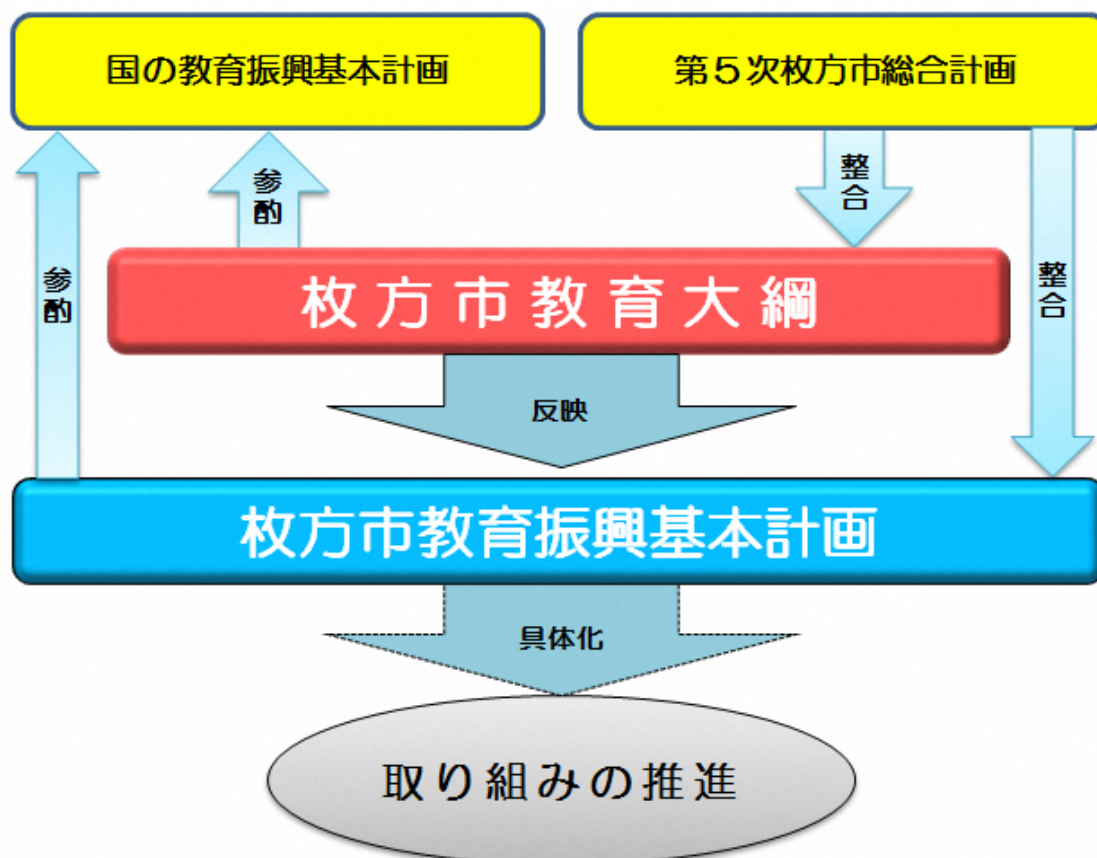 国の教育振興基本計画
第５次枚方市総合計画
参酌
整合
参酌
整合
枚方市教育大綱
反映
枚方市教育振興基本計画
具体化
取り組みの推進